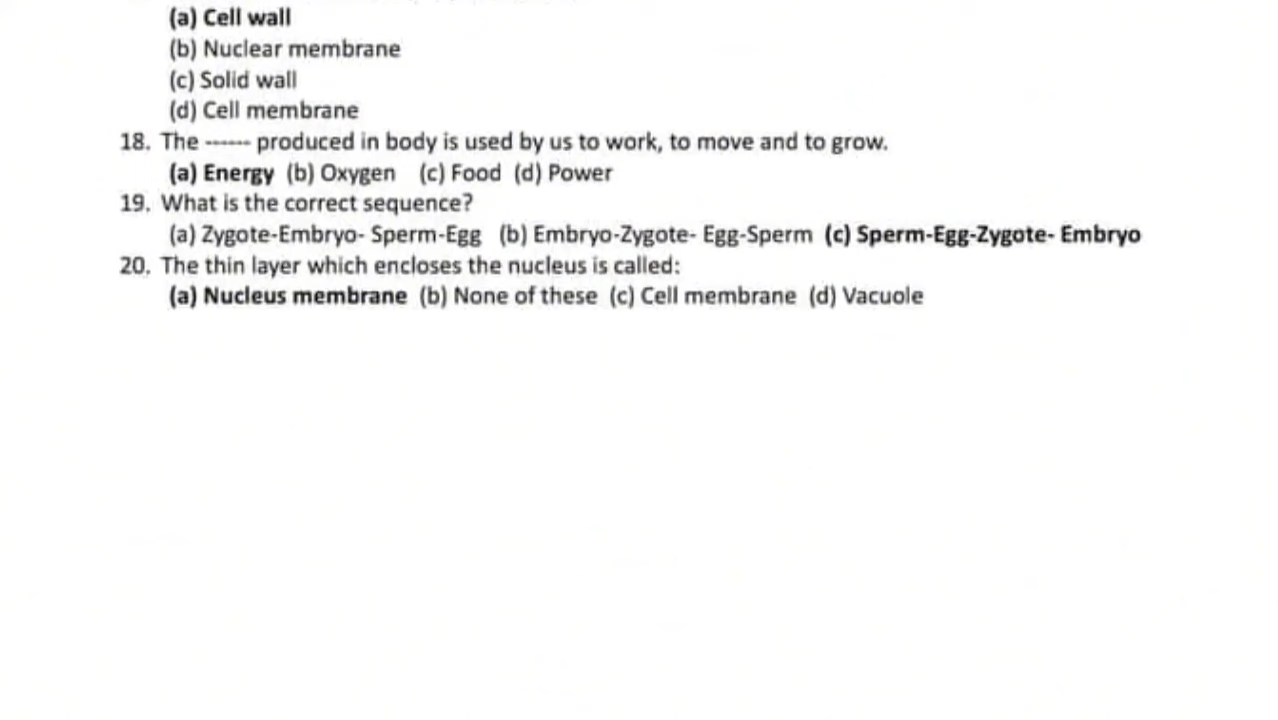 (a) Cell wall
(b) Nuclear membrane
(c) Solid wall
(d) Cell membrane
18. The ------ produced in body is used by us to work, to move and to grow.
(a) Energy (b) Oxygen (c) Food (d) Power
19. What is the correct sequence?
(a) Zygote-Embryo- Sperm-Egg (b) Embryo-Zygote- Egg-Sperm (c) Sperm-Egg-Zygote- Embryo
20. The thin layer which encloses the nucleus is called:
(a) Nucleus membrane (b) None of these (c) Cell membrane (d) Vacuole